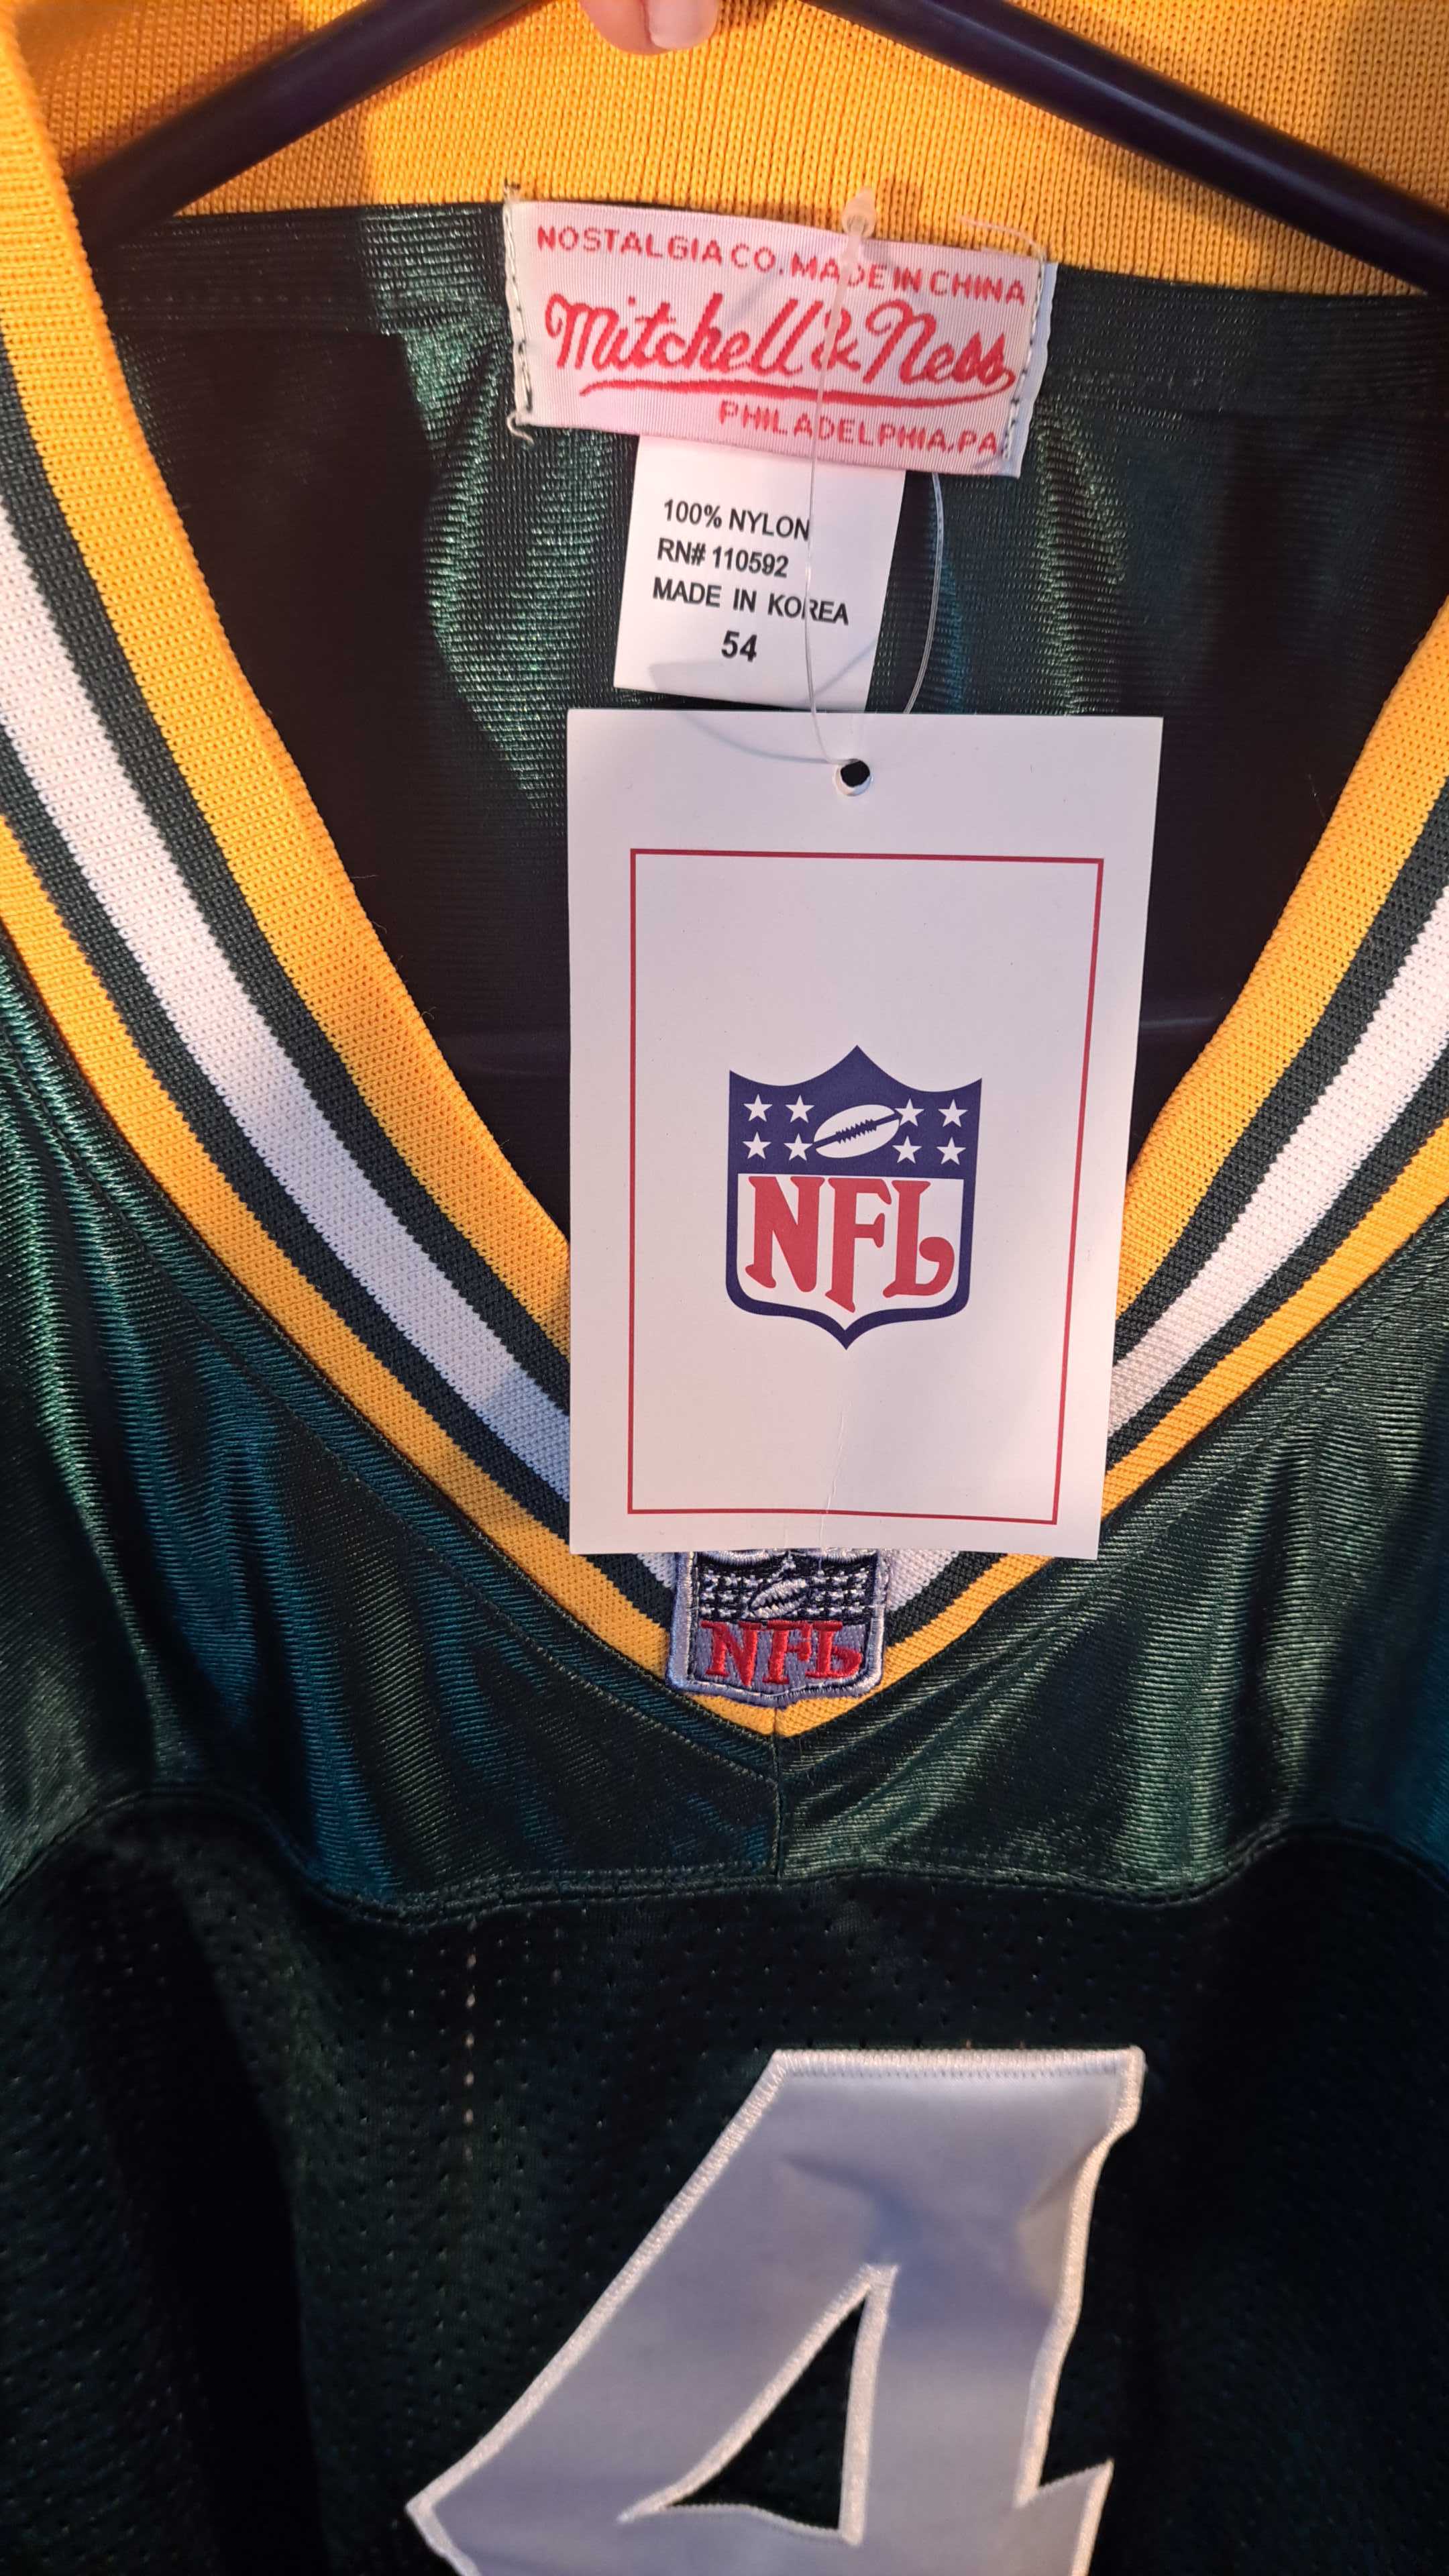 NOSTALGIA CO. MADE IN CHINA
Mitchell & Ness
PHILADELPHIA, PA
100% NYLON
RN# 110592
MADE IN KOREA
54
NFL
NFL
4